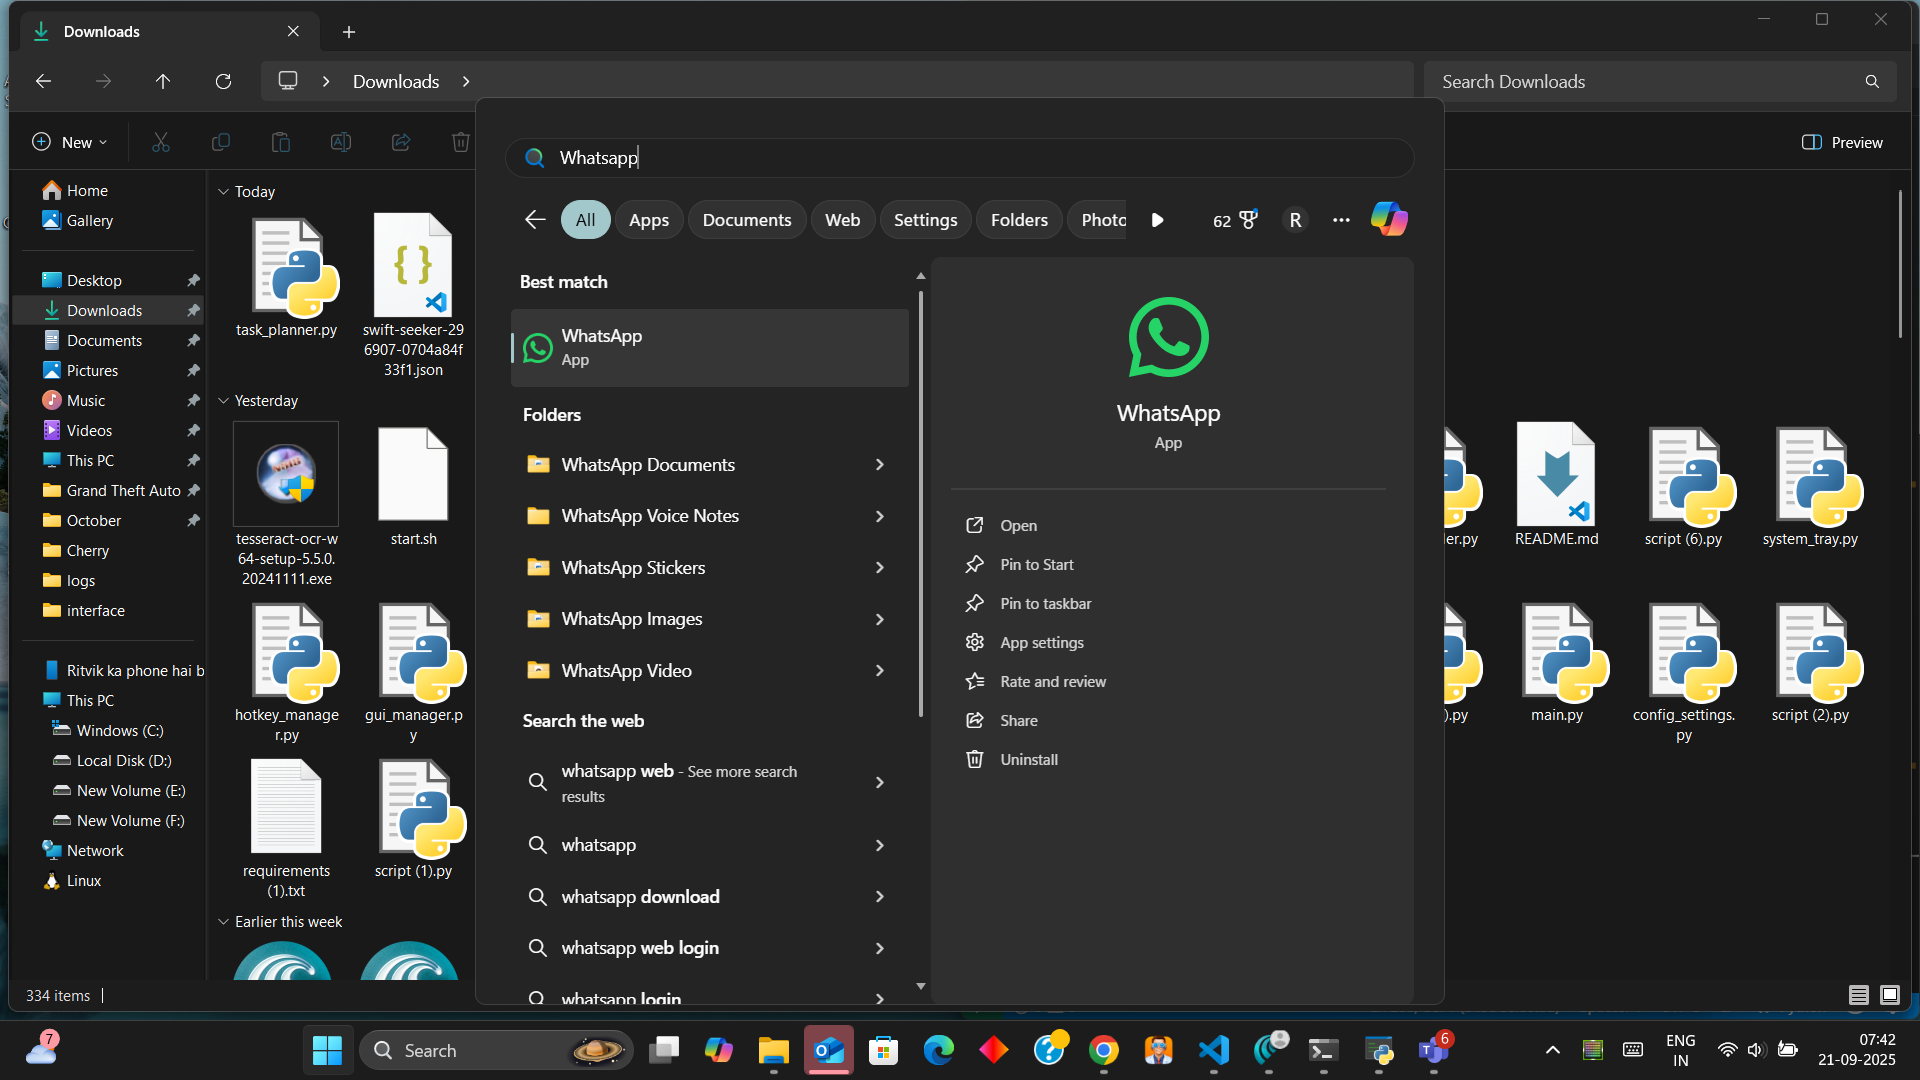 Downloads
Downloads
Search Downloads
New
Preview
Home
Gallery
Desktop
Downloads
Documents
Pictures
Music
Videos
This PC
Grand Theft Auto
October
Cherry
logs
interface
Ritvik ka phone hai b
This PC
Windows (C:)
Local Disk (D:)
New Volume (E:)
New Volume (F:)
Network
Linux
334 items
Today
task_planner.py
swift-seeker-29
6907-0704a84f
33f1.json
Yesterday
tesseract-ocr-w
64-setup-5.5.0.
20241111.exe
start.sh
hotkey_manage
r.py
gui_manager.p
y
requirements
(1).txt
script (1).py
Earlier this week
Whatsapp
All
Apps
Documents
Web
Settings
Folders
Photo
62
R
Best match
WhatsApp
App
Folders
WhatsApp Documents
WhatsApp Voice Notes
WhatsApp Stickers
WhatsApp Images
WhatsApp Video
Search the web
whatsapp web - See more search
results
whatsapp
whatsapp download
whatsapp web login
whatsapp login
WhatsApp
App
Open
Pin to Start
Pin to taskbar
App settings
Rate and review
Share
Uninstall
ler.py
README.md
script (6).py
system_tray.py
).py
main.py
config_settings.
py
script (2).py
7
Search
6
ENG
IN
07:42
21-09-2025